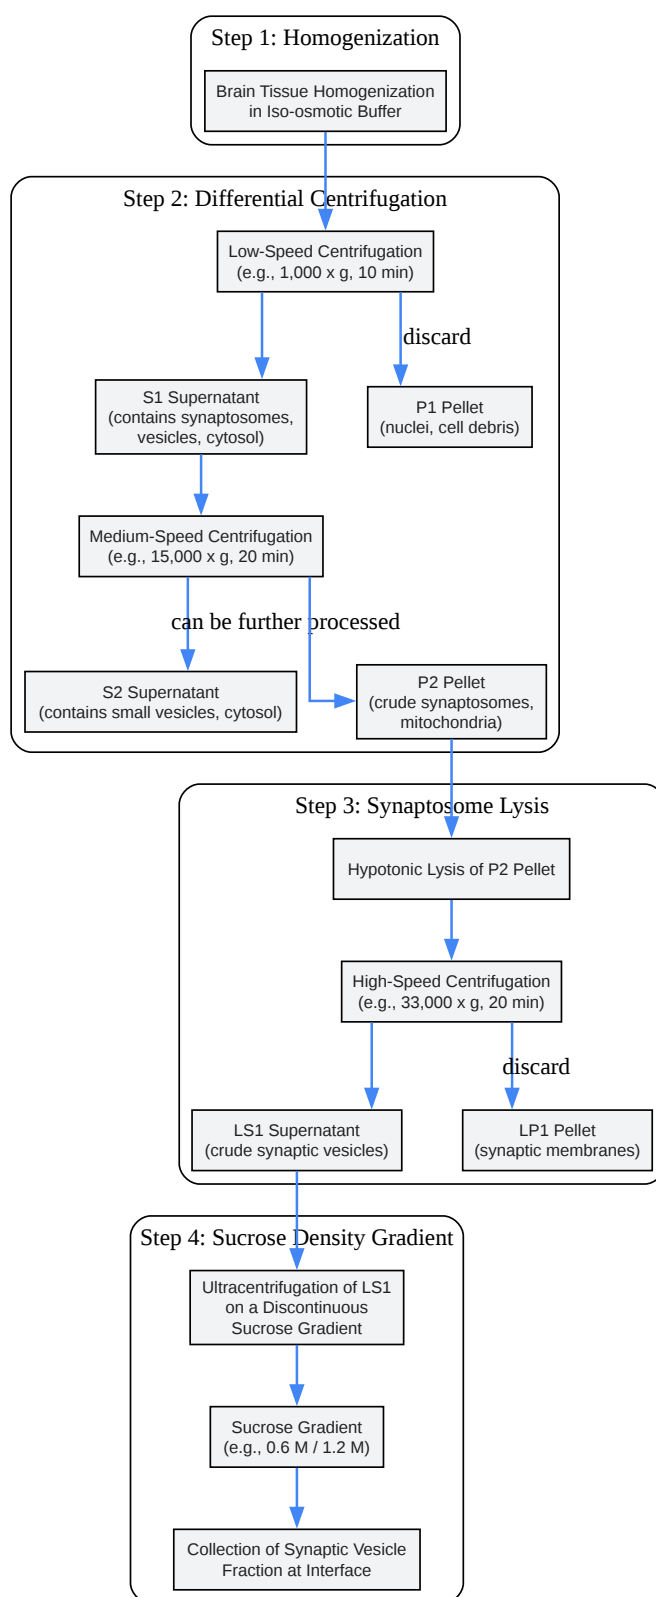 Step 1: Homogenization
Brain Tissue Homogenization
in Iso-osmotic Buffer
Step 2: Differential Centrifugation
Low-Speed Centrifugation
(e.g., 1,000 x g, 10 min)
discard
S1 Supernatant
(contains synaptosomes,
vesicles, cytosol)
P1 Pellet
(nuclei, cell debris)
Medium-Speed Centrifugation
(e.g., 15,000 x g, 20 min)
can be further processed
S2 Supernatant
(contains small vesicles, cytosol)
P2 Pellet
(crude synaptosomes,
mitochondria)
Step 3: Synaptosome Lysis
Hypotonic Lysis of P2 Pellet
High-Speed Centrifugation
(e.g., 33,000 x g, 20 min)
discard
LS1 Supernatant
(crude synaptic vesicles)
LP1 Pellet
(synaptic membranes)
Step 4: Sucrose Density Gradient
Ultracentrifugation of LS1
on a Discontinuous
Sucrose Gradient
Sucrose Gradient
(e.g., 0.6 M / 1.2 M)
Collection of Synaptic Vesicle
Fraction at Interface